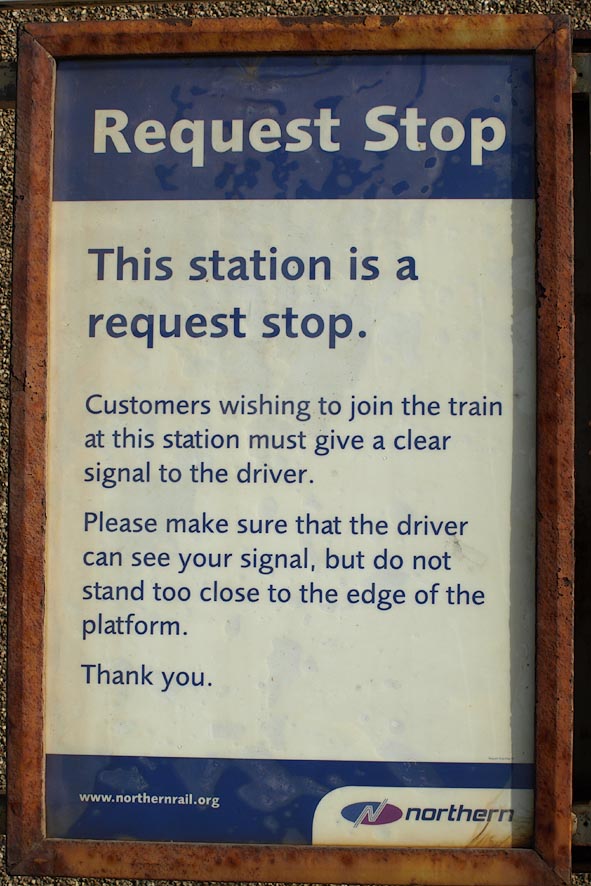 Request Stop
This station is a
request stop.
Customers wishing to join the train
at this station must give a clear
signal to the driver.
Please make sure that the driver
can see your signal, but do not
stand too close to the edge of the
platform.
Thank you.
www.northernrail.org
northern